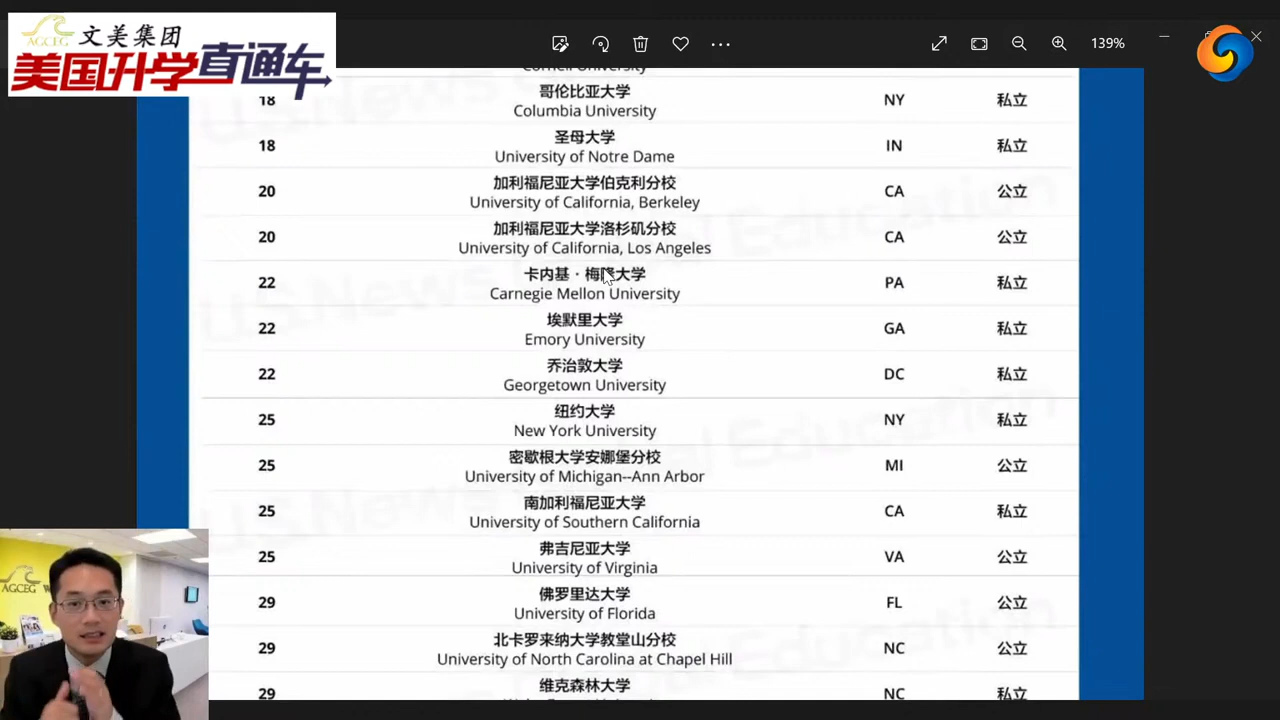 AGCEG 文美集团
美国升学直通车
139%
Cornell University
18 哥伦比亚大学 NY 私立
Columbia University
18 圣母大学 IN 私立
University of Notre Dame
20 加利福尼亚大学伯克利分校 CA 公立
University of California, Berkeley
20 加利福尼亚大学洛杉矶分校 CA 公立
University of California, Los Angeles
22 卡内基·梅隆大学 PA 私立
Carnegie Mellon University
22 埃默里大学 GA 私立
Emory University
22 乔治敦大学 DC 私立
Georgetown University
25 纽约大学 NY 私立
New York University
25 密歇根大学安娜堡分校 MI 公立
University of Michigan--Ann Arbor
25 南加利福尼亚大学 CA 私立
University of Southern California
25 弗吉尼亚大学 VA 公立
University of Virginia
29 佛罗里达大学 FL 公立
University of Florida
29 北卡罗来纳大学教堂山分校 NC 公立
University of North Carolina at Chapel Hill
29 维克森林大学 NC 私立
AGCEG W